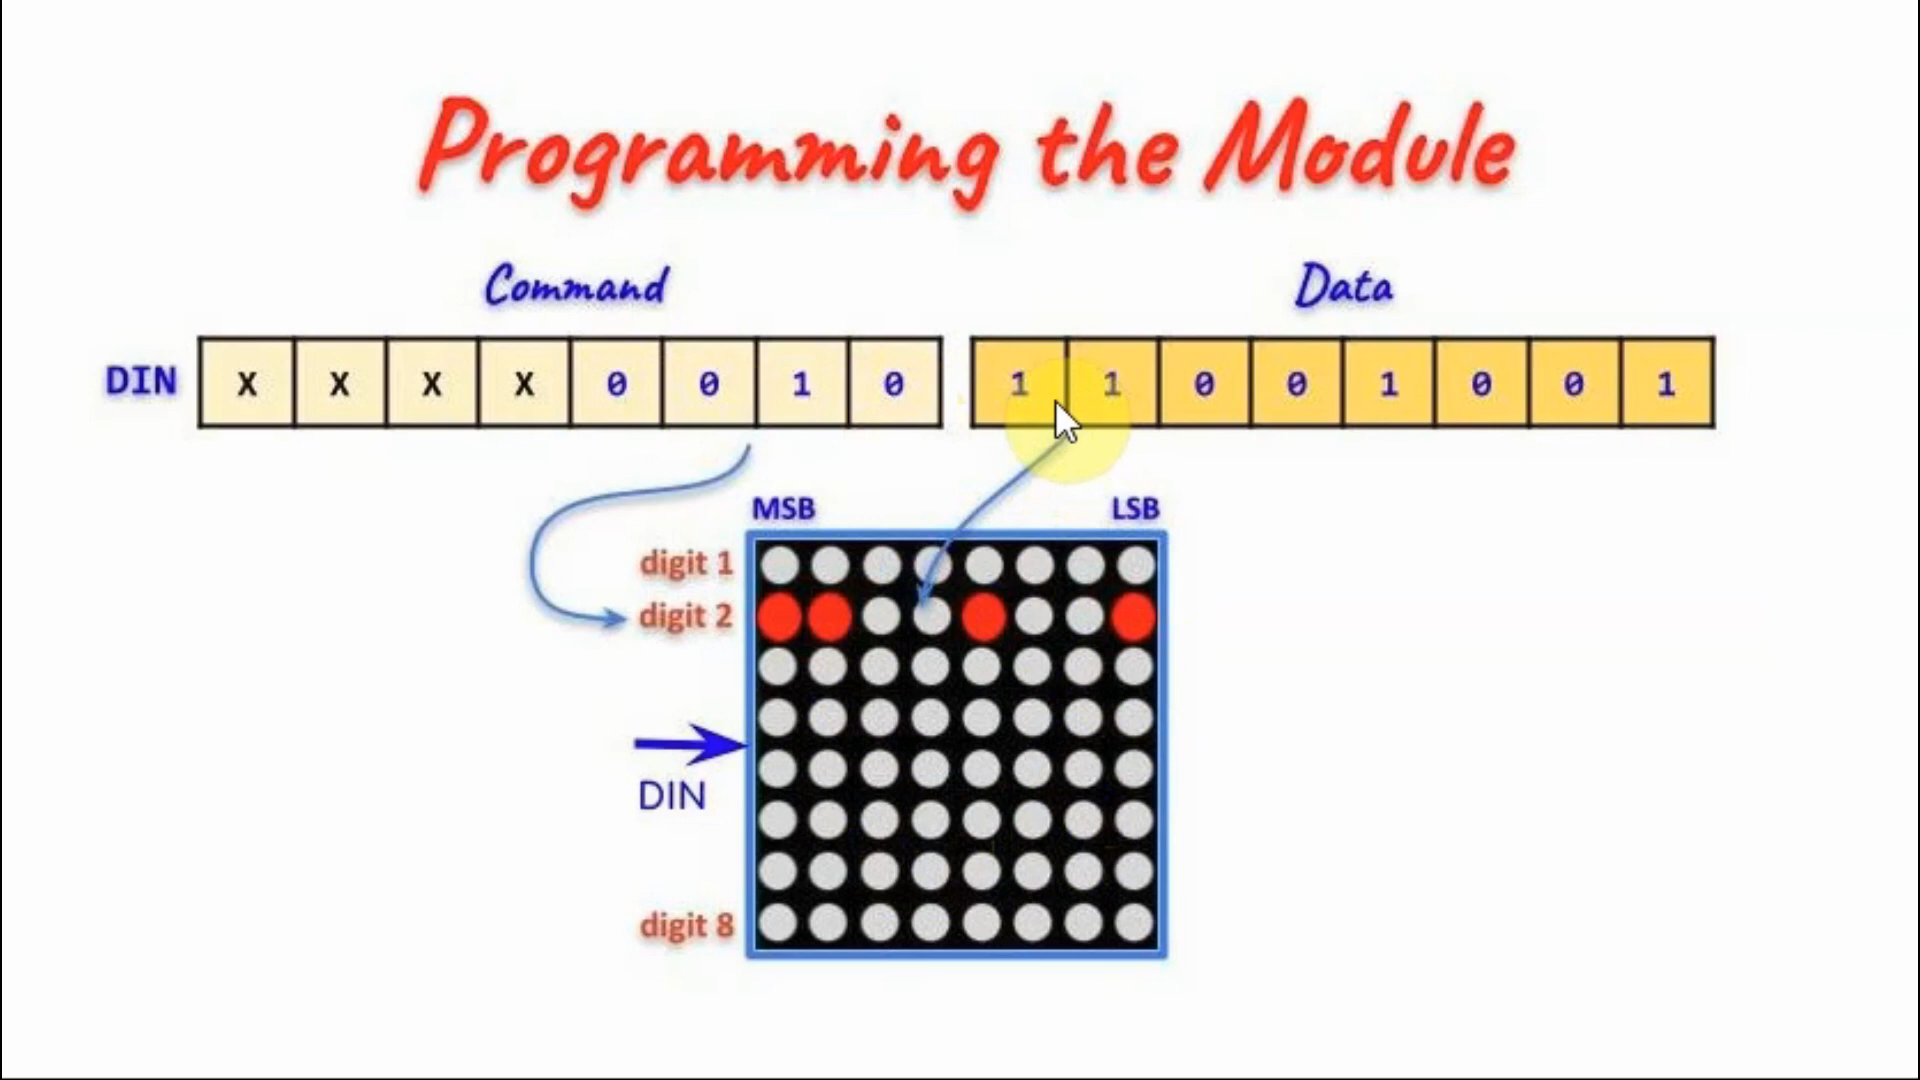 Programming the Module
Command Data
DIN X X X X 0 0 1 0 1 1 0 0 1 0 0 1
MSB LSB
digit 1
digit 2
DIN
digit 8